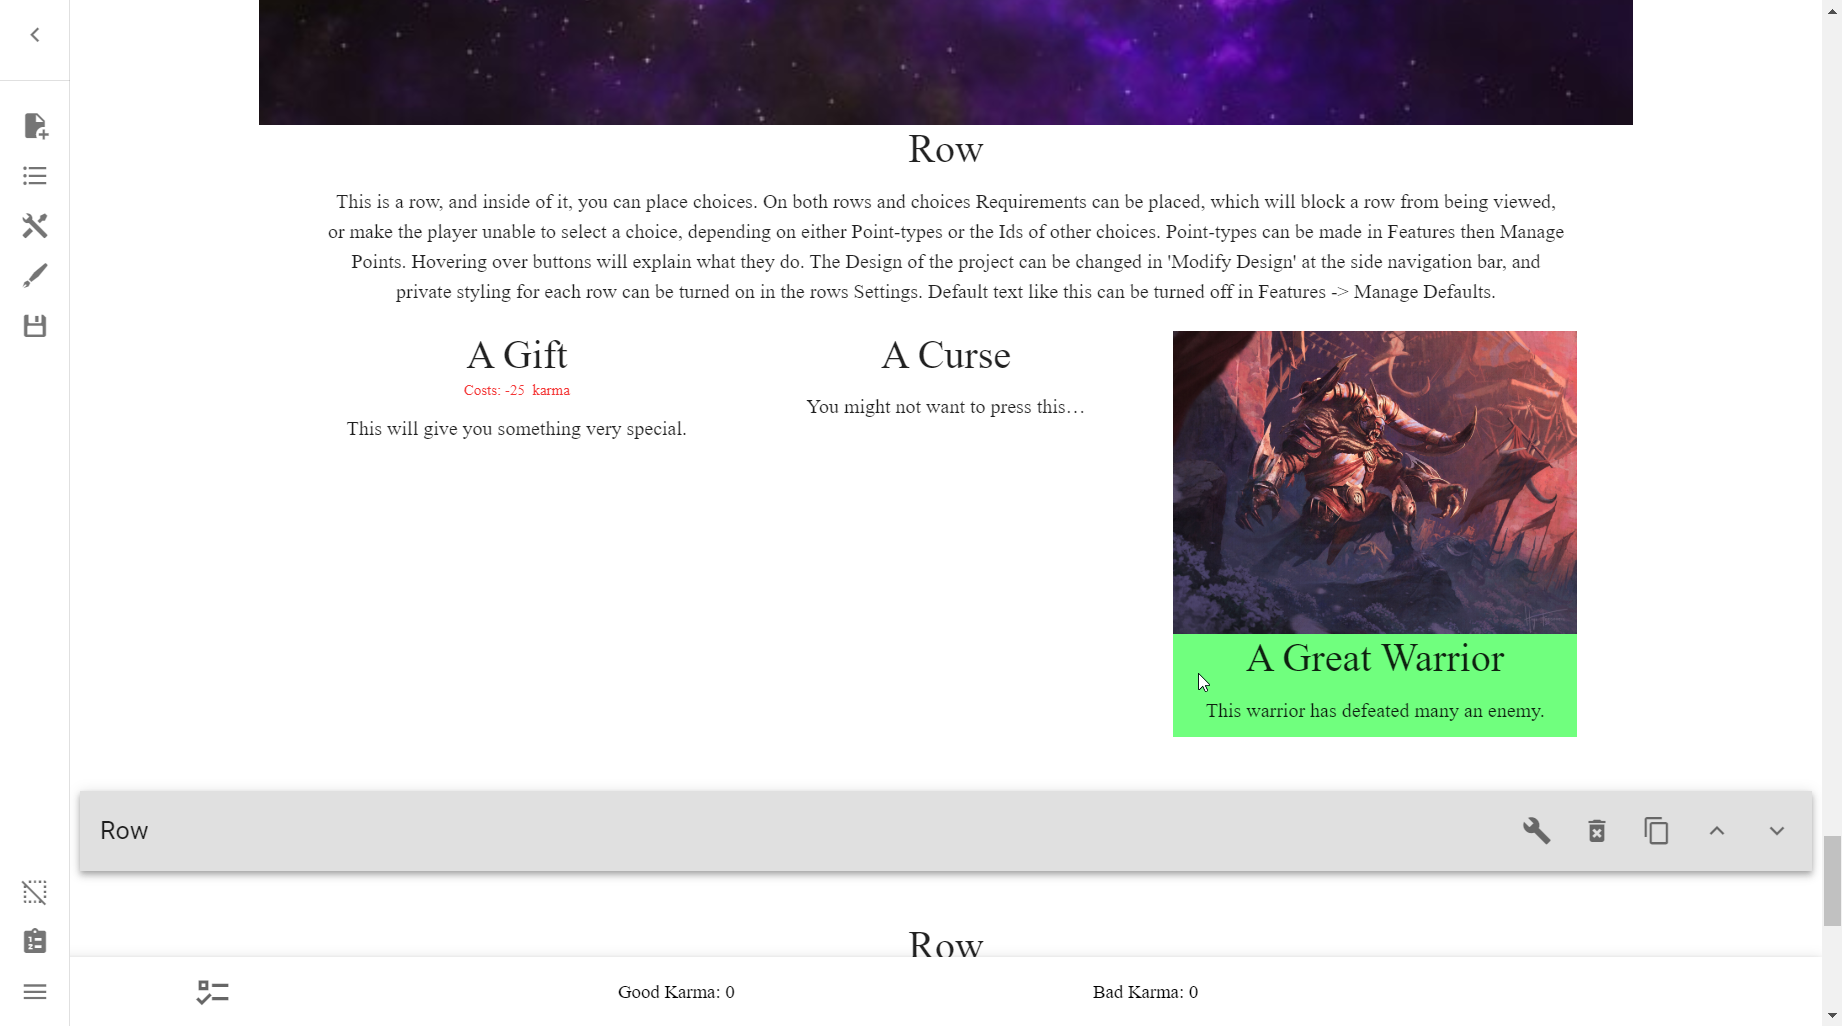 Row
This is a row, and inside of it, you can place choices. On both rows and choices Requirements can be placed, which will block a row from being viewed,
or make the player unable to select a choice, depending on either Point-types or the Ids of other choices. Point-types can be made in Features then Manage
Points. Hovering over buttons will explain what they do. The Design of the project can be changed in 'Modify Design' at the side navigation bar, and
private styling for each row can be turned on in the rows Settings. Default text like this can be turned off in Features -> Manage Defaults.
A Gift
Costs: -25 karma
This will give you something very special.
A Curse
You might not want to press this…
A Great Warrior
This warrior has defeated many an enemy.
Row
Row
Good Karma: 0
Bad Karma: 0